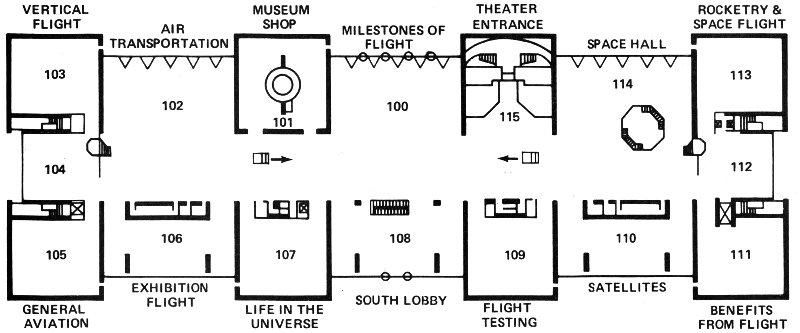 VERTICAL
FLIGHT
AIR
TRANSPORTATION
MUSEUM
SHOP
MILESTONES OF
FLIGHT
THEATER
ENTRANCE
SPACE HALL
ROCKETRY &
SPACE FLIGHT
103
102
101
100
115
114
113
104
112
105
106
107
108
109
110
111
GENERAL
AVIATION
EXHIBITION
FLIGHT
LIFE IN THE
UNIVERSE
SOUTH LOBBY
FLIGHT
TESTING
SATELLITES
BENEFITS
FROM FLIGHT